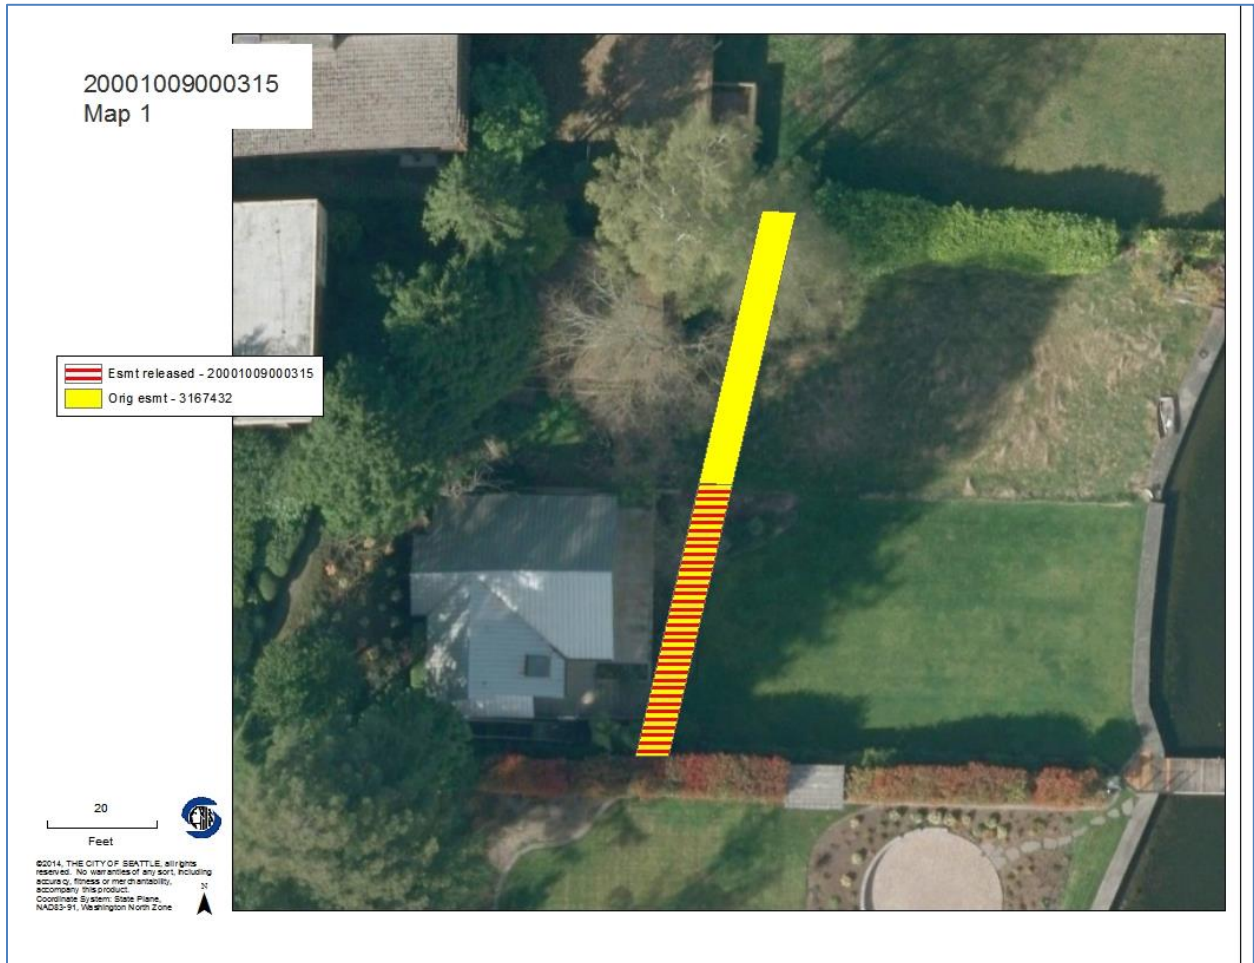 20001009000315
Map 1
Esmt released - 20001009000315
Orig esmt - 3167432
20
Feet
©2014, THE CITY OF SEATTLE, all rights
reserved. No warranties of any sort, including
accuracy, fitness or merchantability,
accompany this product.
Coordinate System: State Plane,
NAD83-91, Washington North Zone
N